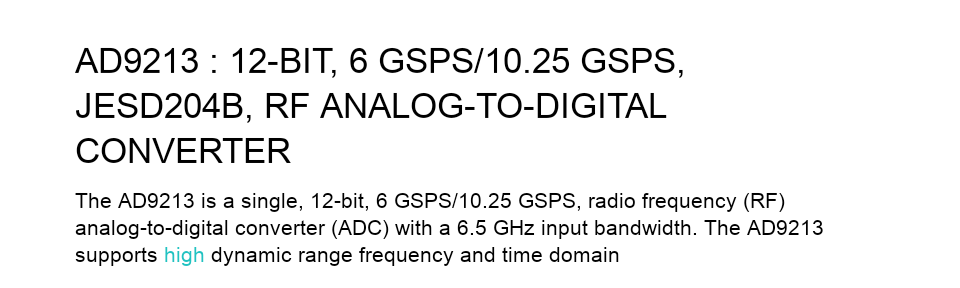 AD9213 : 12-BIT, 6 GSPS/10.25 GSPS,
JESD204B, RF ANALOG-TO-DIGITAL
CONVERTER
The AD9213 is a single, 12-bit, 6 GSPS/10.25 GSPS, radio frequency (RF)
analog-to-digital converter (ADC) with a 6.5 GHz input bandwidth. The AD9213
supports high dynamic range frequency and time domain